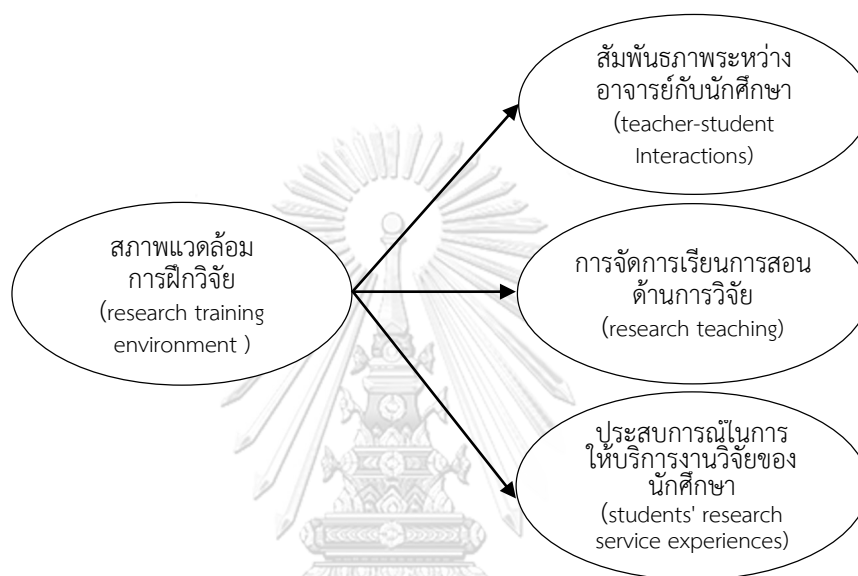 สัมพันธภาพระหว่าง
อาจารย์กับนักศึกษา
(teacher-student
Interactions)
สภาพแวดล้อม
การฝึกวิจัย
(research training
environment )
การจัดการเรียนการสอน
ด้านการวิจัย
(research teaching)
ประสบการณ์ในการ
ให้บริการงานวิจัยของ
นักศึกษา
(students' research
service experiences)